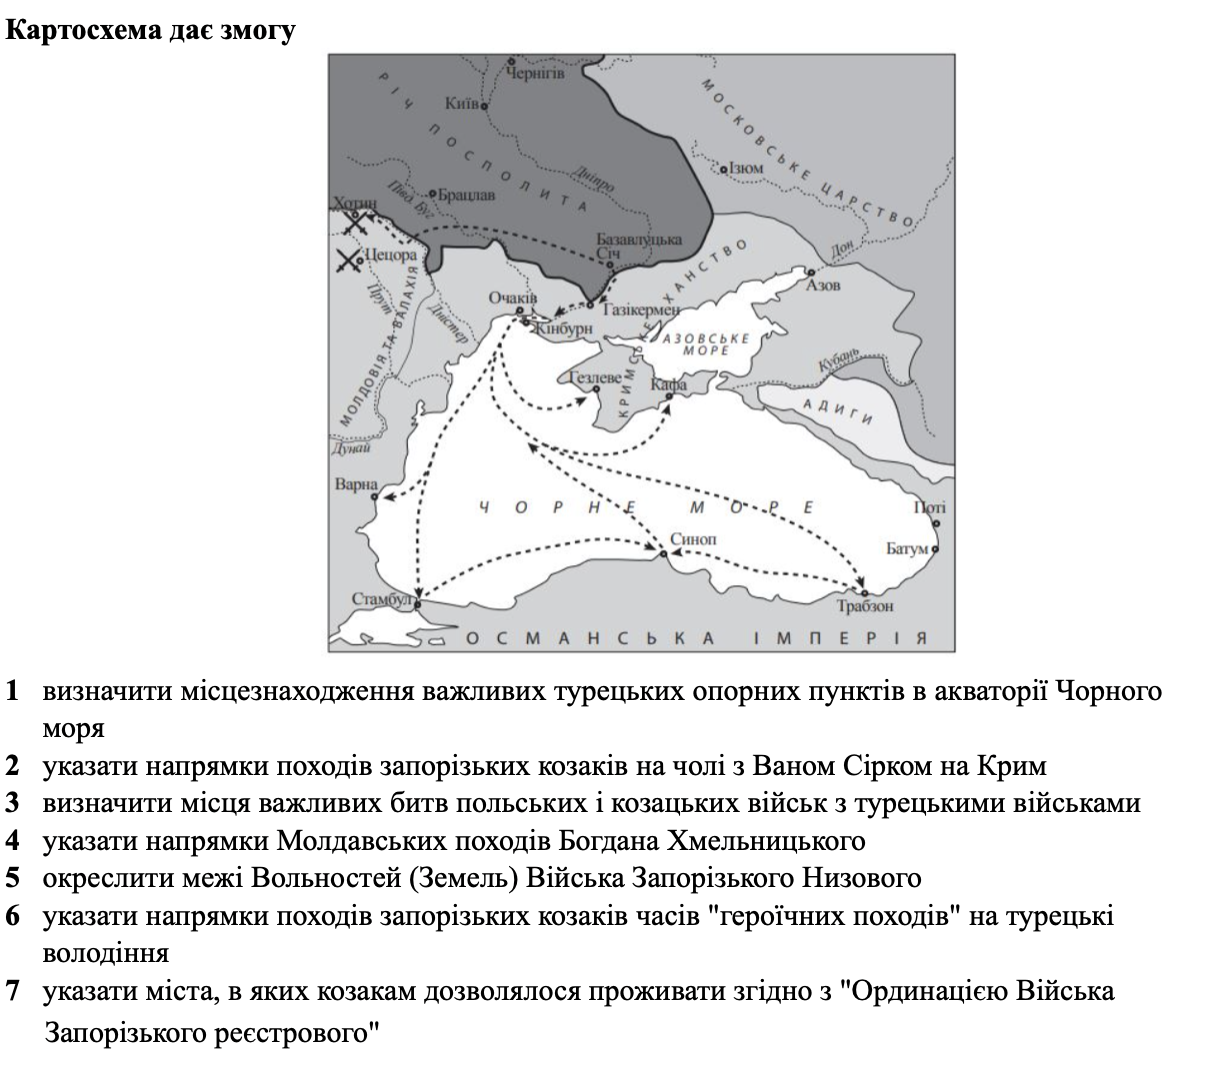 Картосхема дає змогу
Чернігів
Київ
РІЧ ПОСПОЛИТА
МОСКОВСЬКЕ ЦАРСТВО
Ізюм
Дніпро
Півд. Буг
Брацлав
Хотин
Базавлуцька
Січ
Цецора
Дон
Азов
КРИМСЬКЕ ХАНСТВО
Очаків
Газікермен
Кінбурн
Прут
Дністер
МОЛДОВІЯ ТА ВАЛАХІЯ
АЗОВСЬКЕ
МОРЕ
Кубань
Гезлеве
Кафа
АДИГИ
Дунай
Варна
ЧОРНЕ МОРЕ
Поті
Синоп
Батум
Стамбул
Трабзон
ОСМАНСЬКА ІМПЕРІЯ
1 визначити місцезнаходження важливих турецьких опорних пунктів в акваторії Чорного
моря
2 указати напрямки походів запорізьких козаків на чолі з Ваном Сірком на Крим
3 визначити місця важливих битв польських і козацьких військ з турецькими військами
4 указати напрямки Молдавських походів Богдана Хмельницького
5 окреслити межі Вольностей (Земель) Війська Запорізького Низового
6 указати напрямки походів запорізьких козаків часів "героїчних походів" на турецькі
володіння
7 указати міста, в яких козакам дозволялося проживати згідно з "Ординацією Війська
Запорізького реєстрового"